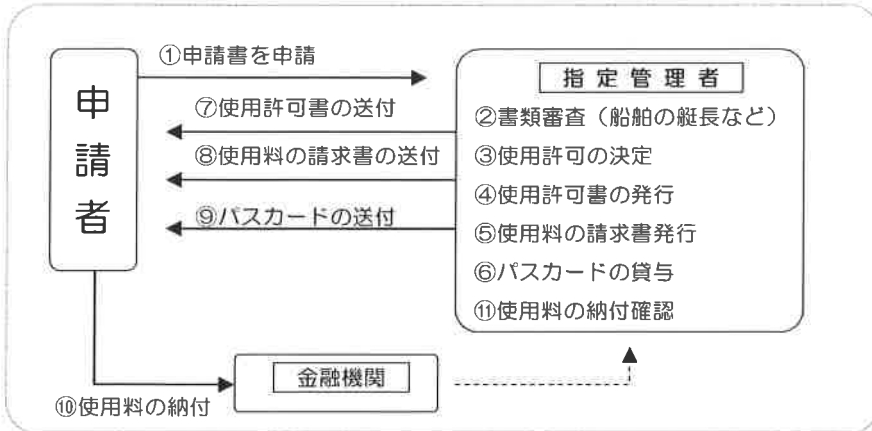 ①申請書を申請
申請者
⑦使用許可書の送付
⑧使用料の請求書の送付
⑨パスカードの送付
指定管理者
②書類審査（船舶の艇長など）
③使用許可の決定
④使用許可書の発行
⑤使用料の請求書発行
⑥パスカードの貸与
⑪使用料の納付確認
金融機関
⑩使用料の納付